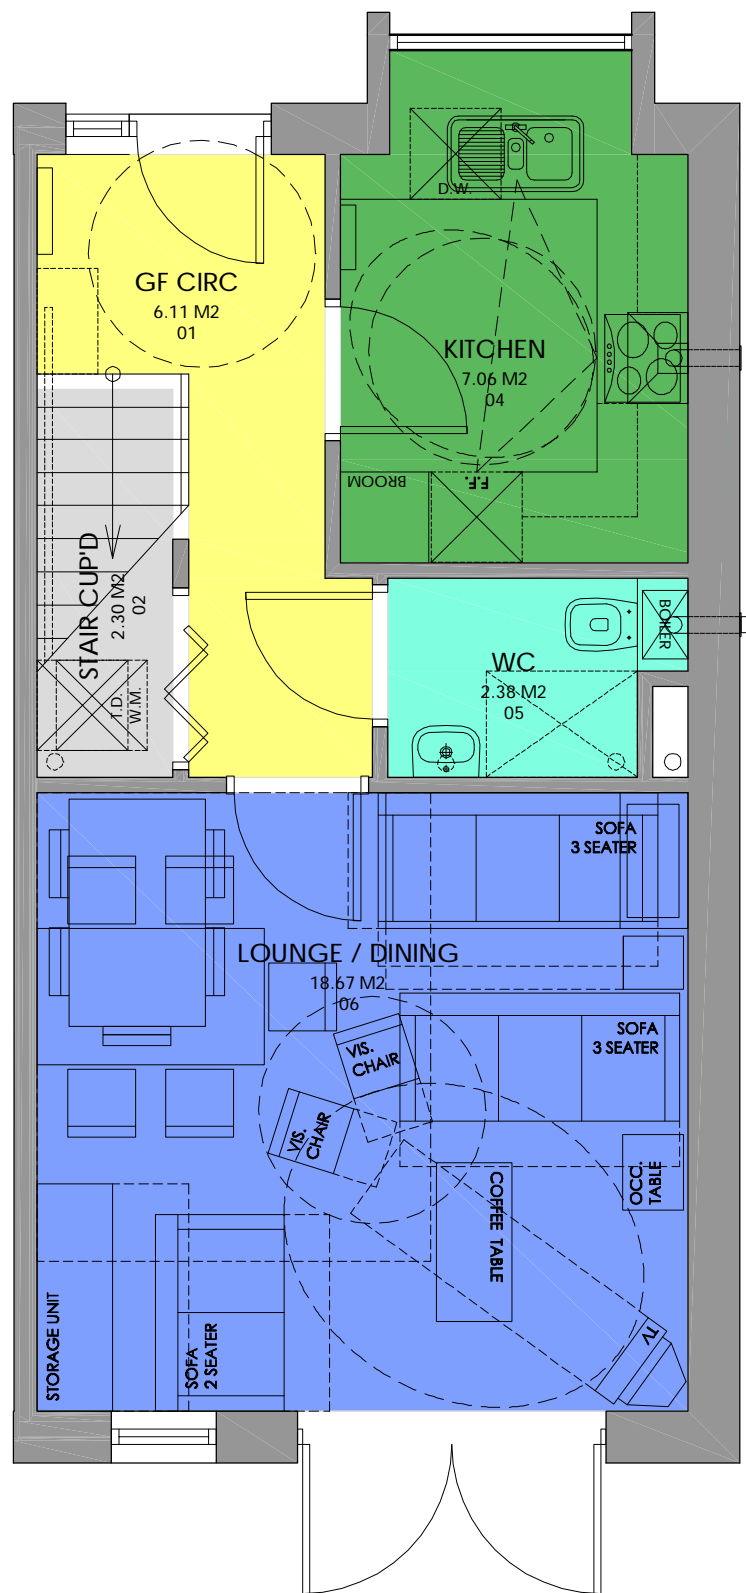 D.W.
GF CIRC
6.11 M2
01
KITCHEN
7.06 M2
04
BROOM
F.F.
STAIR CUP'D
2.30 M2
02
T.D.
W.M.
BOILER
WC
2.38 M2
05
SOFA
3 SEATER
LOUNGE / DINING
18.67 M2
06
SOFA
3 SEATER
VIS.
CHAIR
VIS.
CHAIR
OCC.
TABLE
COFFEE TABLE
STORAGE UNIT
SOFA
2 SEATER
TV